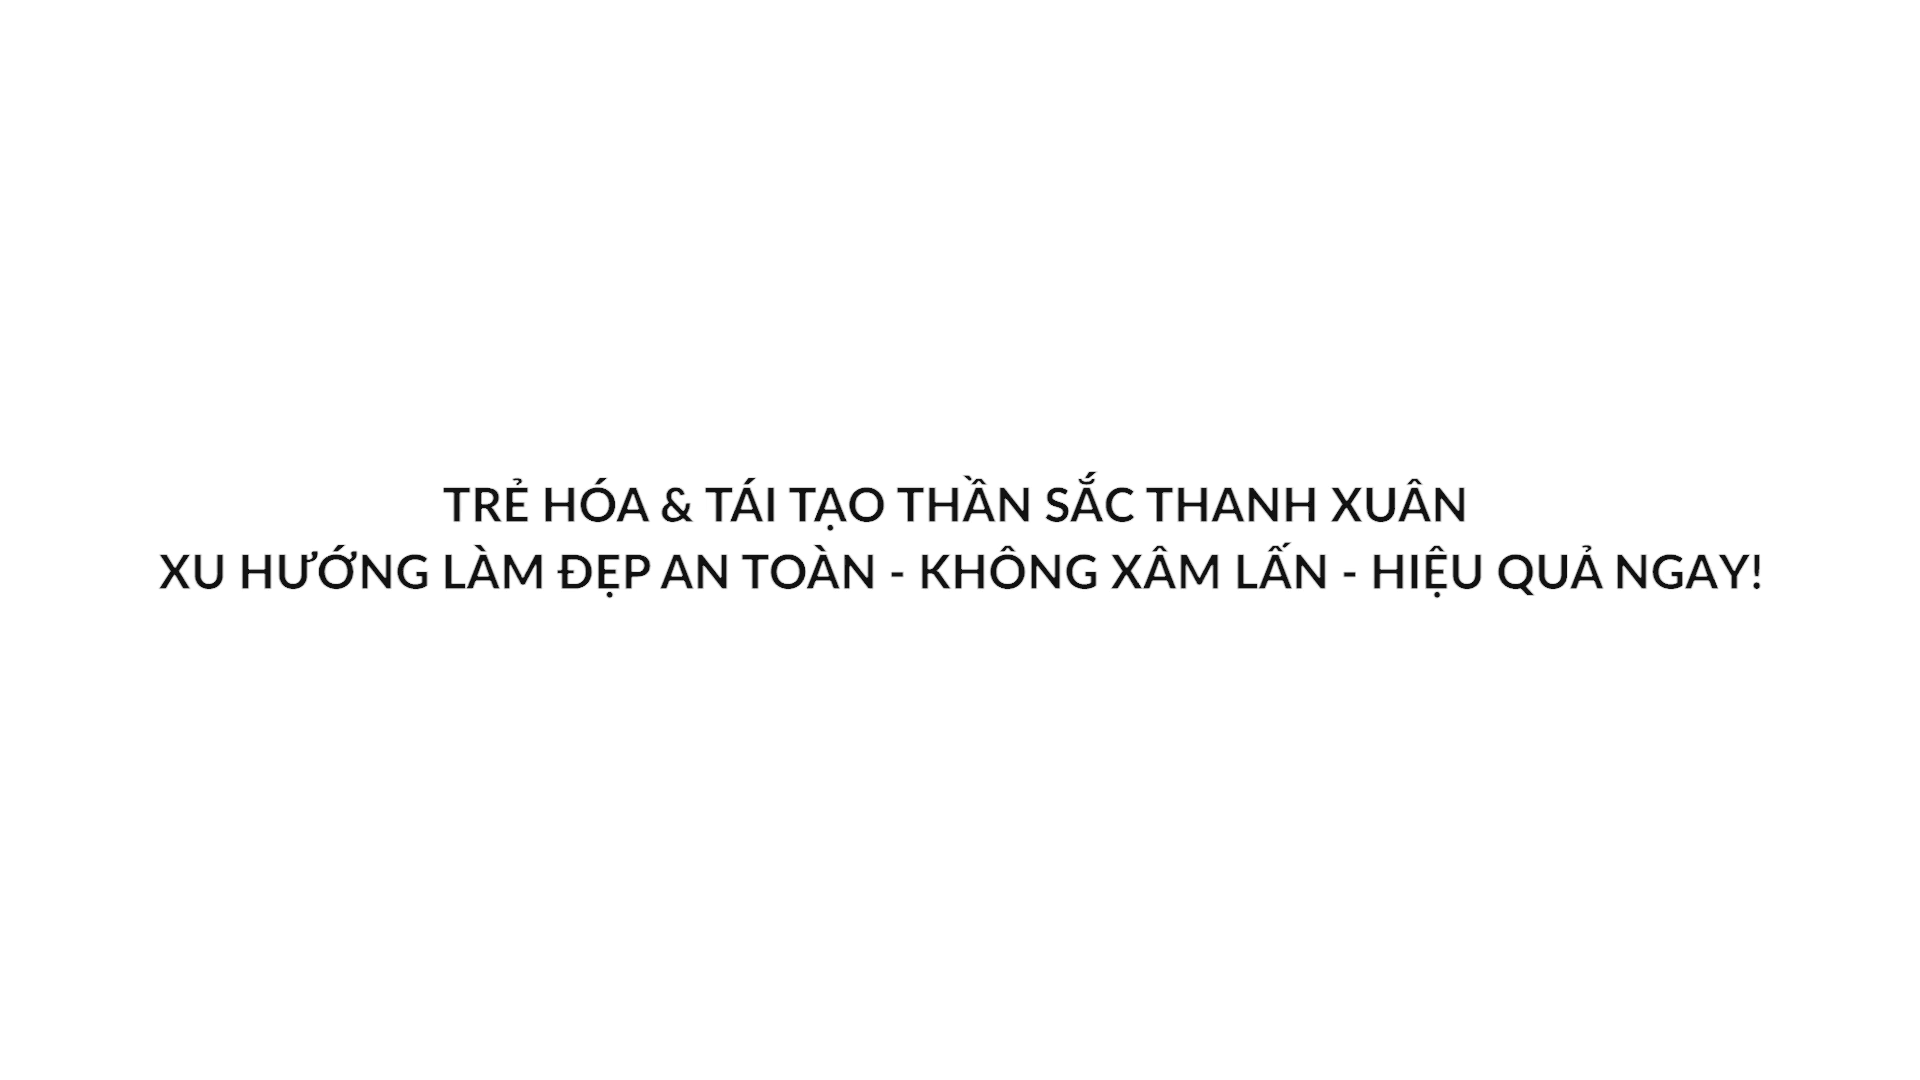 TRẺ HÓA & TÁI TẠO THẦN SẮC THANH XUÂN
XU HƯỚNG LÀM ĐẸP AN TOÀN - KHÔNG XÂM LẤN - HIỆU QUẢ NGAY!